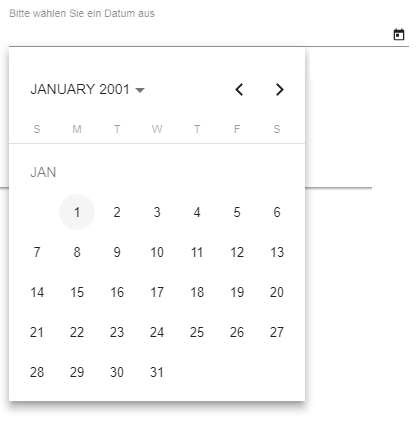 Bitte wählen Sie ein Datum aus
JANUARY 2001
S M T W T F S
JAN
1 2 3 4 5 6
7 8 9 10 11 12 13
14 15 16 17 18 19 20
21 22 23 24 25 26 27
28 29 30 31